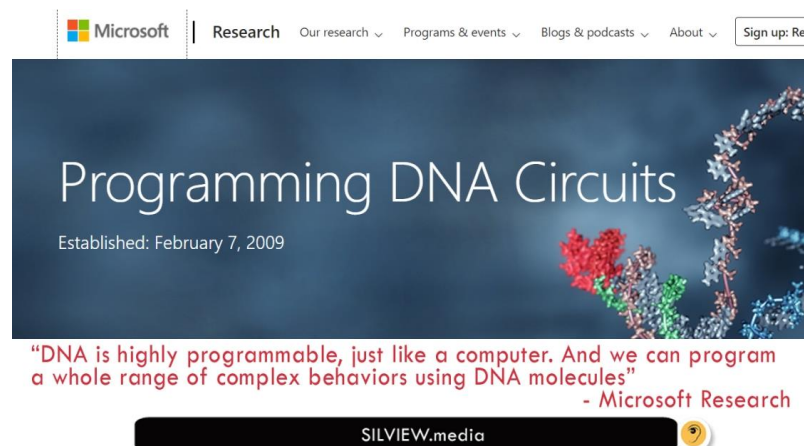 Microsoft | Research Our research Programs & events Blogs & podcasts About Sign up: Re
Programming DNA Circuits
Established: February 7, 2009
“DNA is highly programmable, just like a computer. And we can program
a whole range of complex behaviors using DNA molecules”
- Microsoft Research
SILVIEW.media